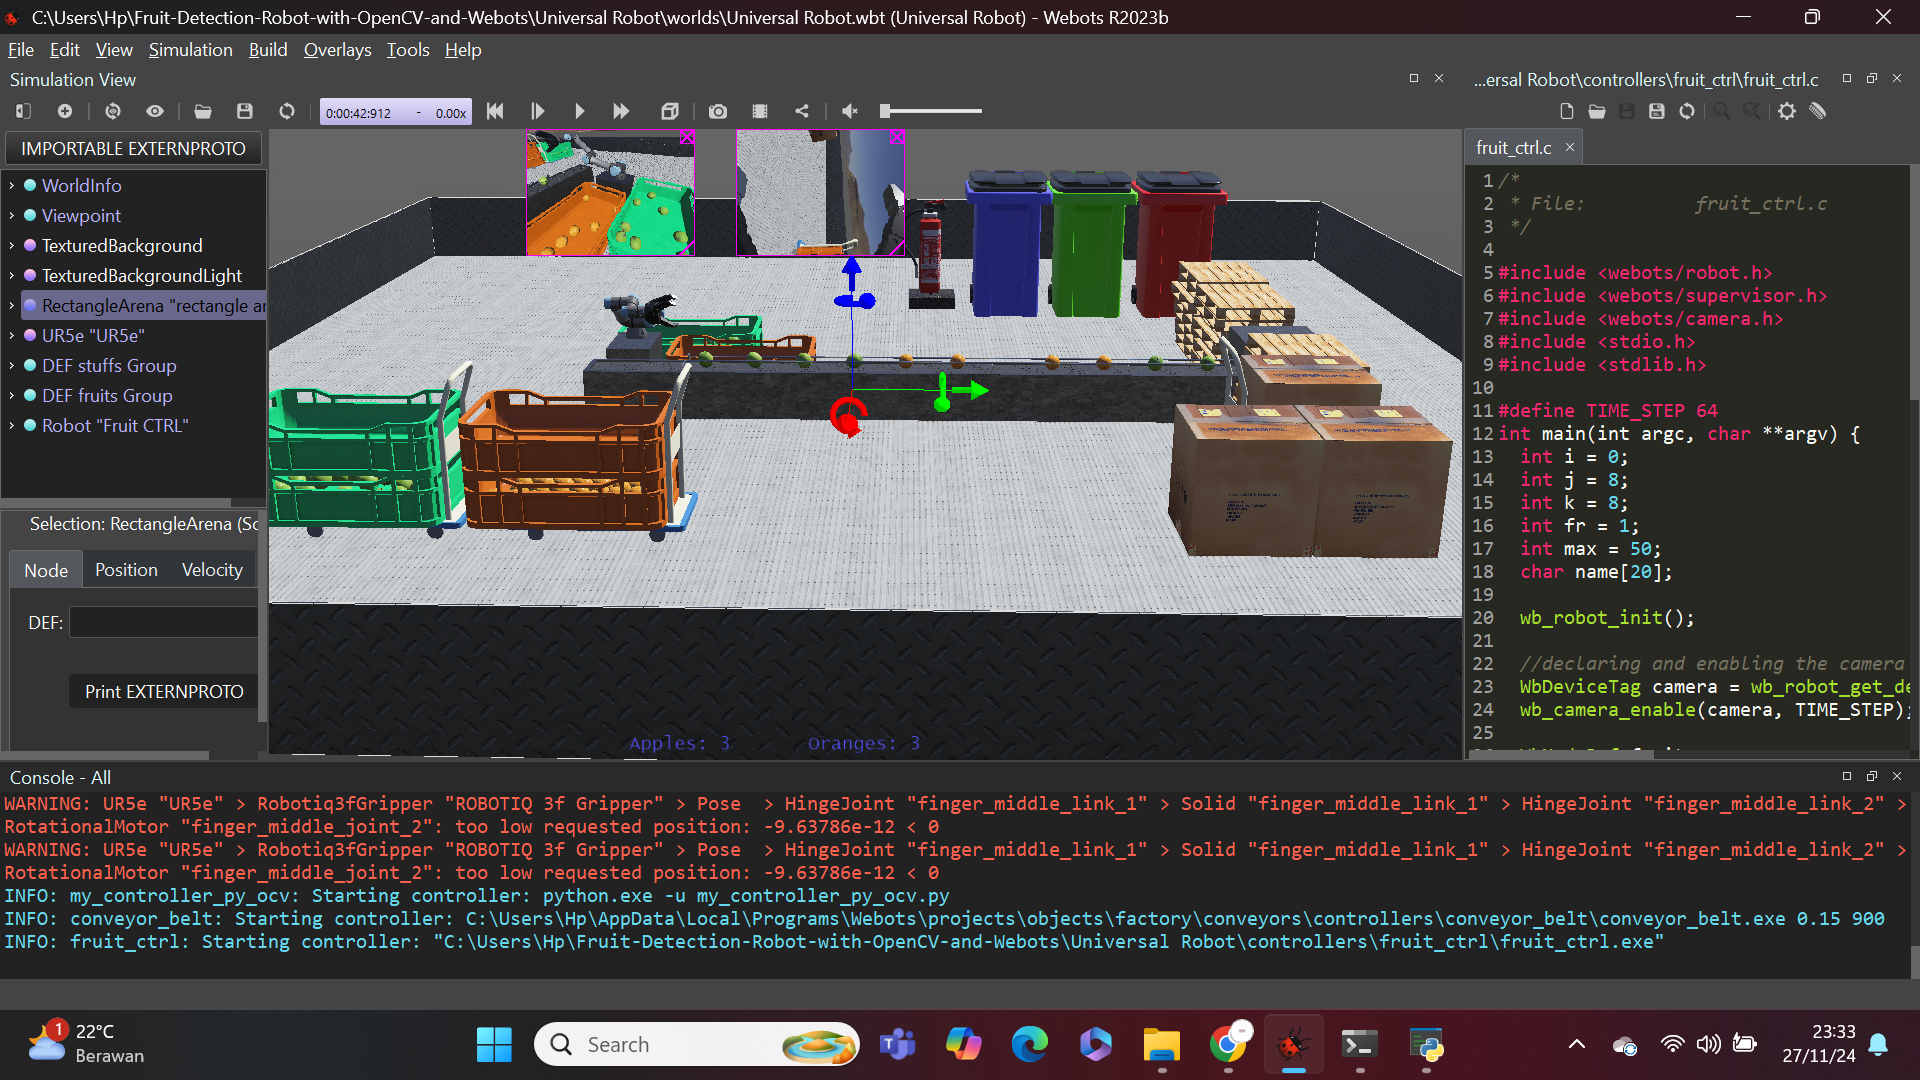 C:\Users\Hp\Fruit-Detection-Robot-with-OpenCV-and-Webots\Universal Robot\worlds\Universal Robot.wbt (Universal Robot) - Webots R2023b
File Edit View Simulation Build Overlays Tools Help
Simulation View
...ersal Robot\controllers\fruit_ctrl\fruit_ctrl.c
0:00:42:912 - 0.00x
IMPORTABLE EXTERNPROTO
WorldInfo
Viewpoint
TexturedBackground
TexturedBackgroundLight
RectangleArena "rectangle ar
UR5e "UR5e"
DEF stuffs Group
DEF fruits Group
Robot "Fruit CTRL"
Selection: RectangleArena (Sc
Node Position Velocity
DEF:
Print EXTERNPROTO
Apples: 3 Oranges: 3
fruit_ctrl.c
1 /*
2 * File: fruit_ctrl.c
3 */
4
5 #include <webots/robot.h>
6 #include <webots/supervisor.h>
7 #include <webots/camera.h>
8 #include <stdio.h>
9 #include <stdlib.h>
10
11 #define TIME_STEP 64
12 int main(int argc, char **argv) {
13 int i = 0;
14 int j = 8;
15 int k = 8;
16 int fr = 1;
17 int max = 50;
18 char name[20];
19
20 wb_robot_init();
21
22 //declaring and enabling the camera
23 WbDeviceTag camera = wb_robot_get_de
24 wb_camera_enable(camera, TIME_STEP);
25
Console - All
WARNING: UR5e "UR5e" > Robotiq3fGripper "ROBOTIQ 3f Gripper" > Pose > HingeJoint "finger_middle_link_1" > Solid "finger_middle_link_1" > HingeJoint "finger_middle_link_2" >
RotationalMotor "finger_middle_joint_2": too low requested position: -9.63786e-12 < 0
WARNING: UR5e "UR5e" > Robotiq3fGripper "ROBOTIQ 3f Gripper" > Pose > HingeJoint "finger_middle_link_1" > Solid "finger_middle_link_1" > HingeJoint "finger_middle_link_2" >
RotationalMotor "finger_middle_joint_2": too low requested position: -9.63786e-12 < 0
INFO: my_controller_py_ocv: Starting controller: python.exe -u my_controller_py_ocv.py
INFO: conveyor_belt: Starting controller: C:\Users\Hp\AppData\Local\Programs\Webots\projects\objects\factory\conveyors\controllers\conveyor_belt\conveyor_belt.exe 0.15 900
INFO: fruit_ctrl: Starting controller: "C:\Users\Hp\Fruit-Detection-Robot-with-OpenCV-and-Webots\Universal Robot\controllers\fruit_ctrl\fruit_ctrl.exe"
1
22°C
Berawan
Search
23:33
27/11/24